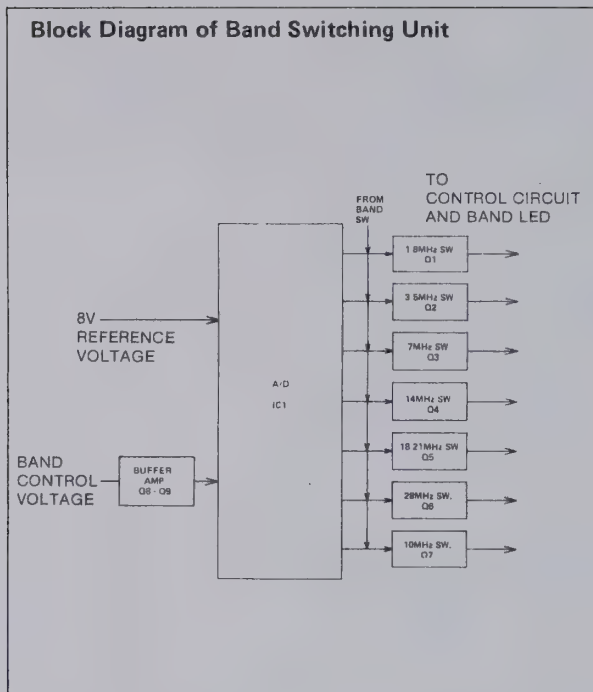 Block Diagram of Band Switching Unit
TO
CONTROL CIRCUIT
AND BAND LED
FROM
BAND
SW
1 8MHz SW
Q1
3 5MHz SW
Q2
7MHz SW
Q3
14MHz SW
Q4
18 21MHz SW
Q5
28MHz SW.
Q6
10MHz SW.
Q7
8V
REFERENCE
VOLTAGE
A/D
IC1
BAND
CONTROL
VOLTAGE
BUFFER
AMP
Q8 - Q9